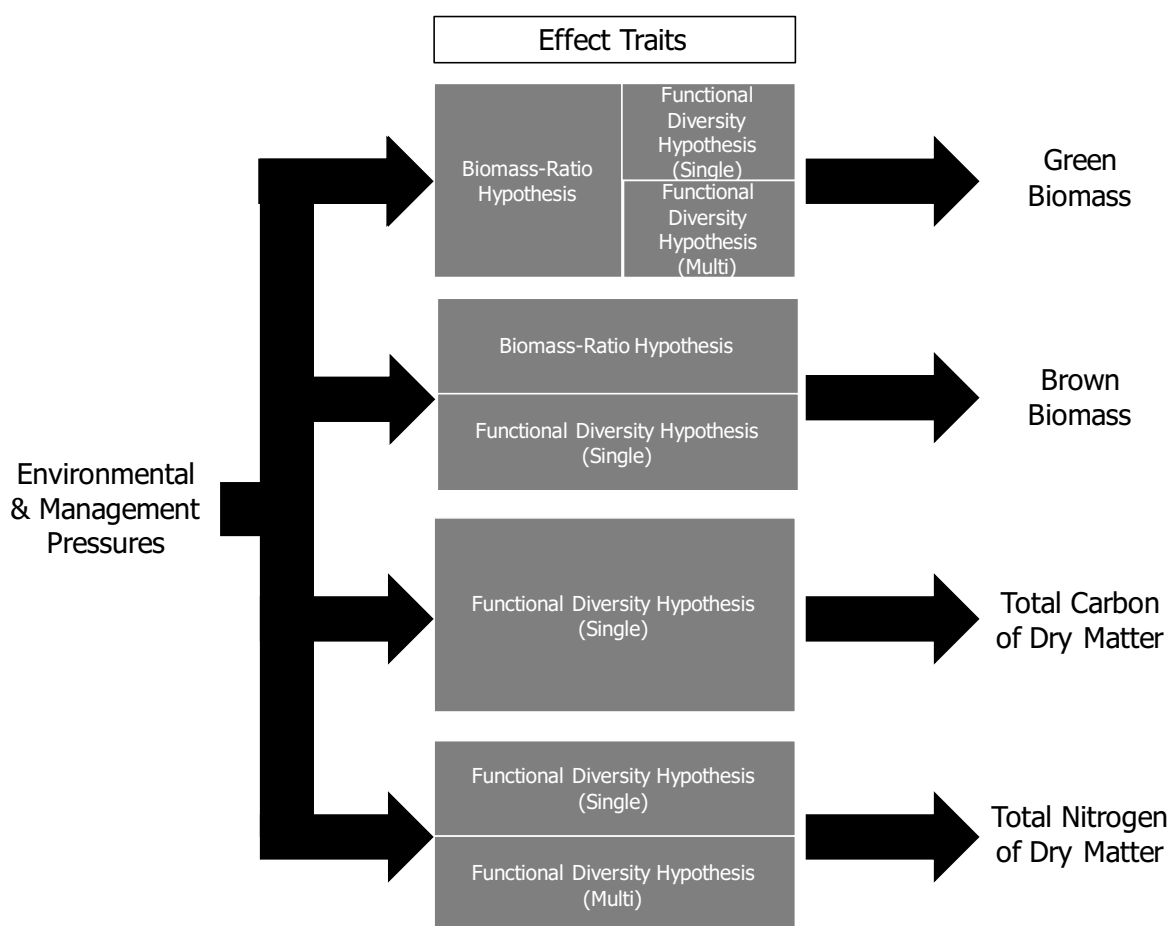 Effect Traits
Biomass-Ratio
Hypothesis
Functional
Diversity
Hypothesis
(Single)
Functional
Diversity
Hypothesis
(Multi)
Green
Biomass
Biomass-Ratio Hypothesis
Functional Diversity Hypothesis
(Single)
Brown
Biomass
Environmental
& Management
Pressures
Functional Diversity Hypothesis
(Single)
Total Carbon
of Dry Matter
Functional Diversity Hypothesis
(Single)
Functional Diversity Hypothesis
(Multi)
Total Nitrogen
of Dry Matter